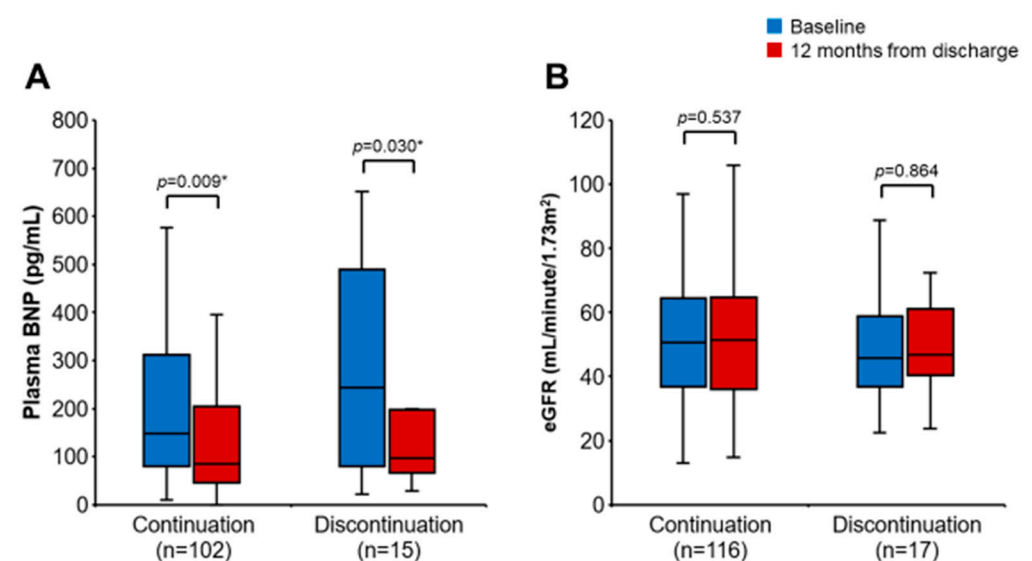 Baseline
12 months from discharge
A
Plasma BNP (pg/mL)
800
700
600
500
400
300
200
100
0
p=0.009*
p=0.030*
Continuation
(n=102)
Discontinuation
(n=15)
B
eGFR (mL/minute/1.73m²)
120
100
80
60
40
20
0
p=0.537
p=0.864
Continuation
(n=116)
Discontinuation
(n=17)